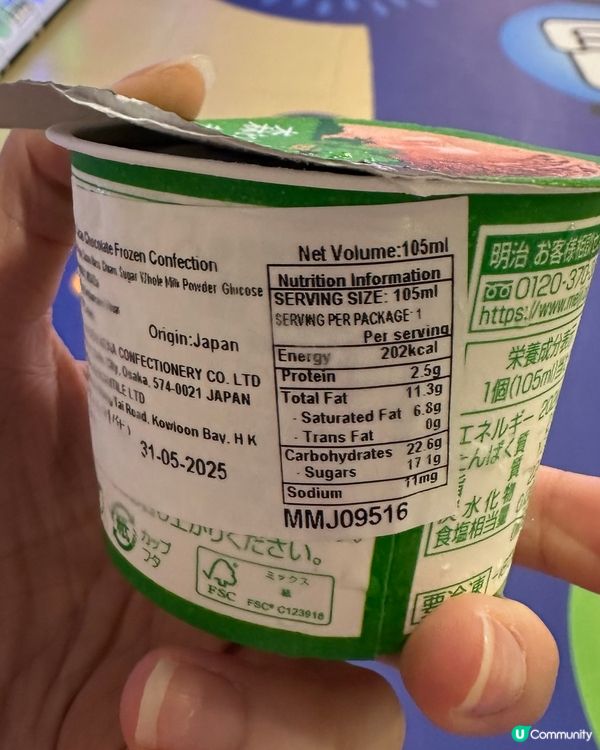 Chocolate Frozen Confection
Sugar Whole Milk Powder Glucose
Origin:Japan
CONFECTIONERY CO. LTD
Osaka, 574-0021 JAPAN
LTD
Road, Kowloon Bay. H K
31-05-2025
Net Volume:105ml
Nutrition Information
SERVING SIZE: 105ml
SERVING PER PACKAGE: 1
Per serving
Energy 202kcal
Protein 2.5g
Total Fat 11.3g
- Saturated Fat 6.8g
- Trans Fat 0g
Carbohydrates 22.6g
- Sugars 17.1g
Sodium 11mg
MMJ09516
明治 お客様相談
0120-370
https://www.me
栄養成分表
1個(105ml)
エネルギー 20
たんぱく質
質
水化物
食塩相当量
ください。
紙
カップ
フタ
FSC
ミックス
紙
FSC® C123918
要冷凍
U Community